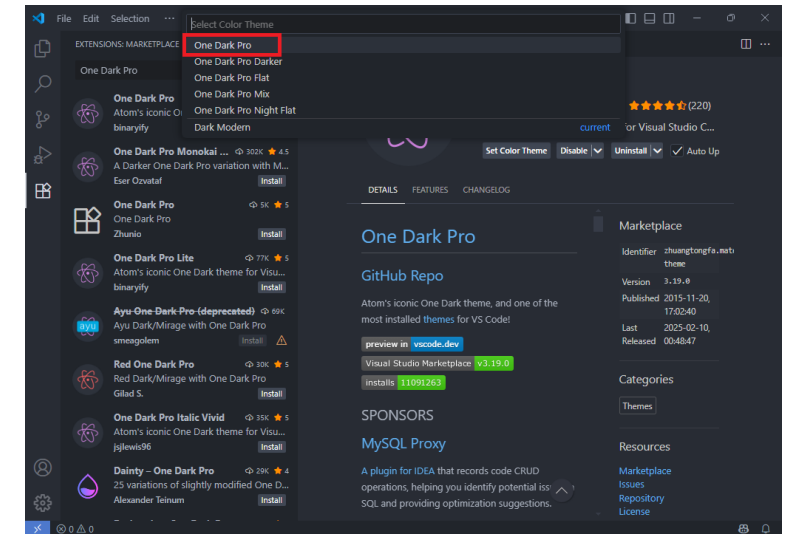 File Edit Selection ···
Select Color Theme
One Dark Pro
One Dark Pro Darker
One Dark Pro Flat
One Dark Pro Mix
One Dark Pro Night Flat
Dark Modern current
EXTENSIONS: MARKETPLACE
One Dark Pro
One Dark Pro
Atom's iconic O
binaryify
One Dark Pro Monokai ... 302K 4.5
A Darker One Dark Pro variation with M...
Eser Ozvataf Install
One Dark Pro 5K 5
One Dark Pro
Zhunio Install
One Dark Pro Lite 77K 5
Atom's iconic One Dark theme for Visu...
binaryify Install
Ayu One Dark Pro (deprecated) 69K
Ayu Dark/Mirage with One Dark Pro
smeagolem Install
ayu
Red One Dark Pro 30K 5
Red Dark/Mirage with One Dark Pro
Gilad S. Install
One Dark Pro Italic Vivid 35K 5
Atom's iconic One Dark theme for Visu...
jsjlewis96 Install
Dainty – One Dark Pro 29K 4
25 variations of slightly modified One D...
Alexander Teinum Install
(220)
for Visual Studio C...
Set Color Theme Disable Uninstall Auto Up
DETAILS FEATURES CHANGELOG
One Dark Pro
GitHub Repo
Atom's iconic One Dark theme, and one of the
most installed themes for VS Code!
preview in vscode.dev
Visual Studio Marketplace v3.19.0
installs 11091263
SPONSORS
MySQL Proxy
A plugin for IDEA that records code CRUD
operations, helping you identify potential iss
SQL and providing optimization suggestions.
Marketplace
Identifier zhuangtongfa.mate
theme
Version 3.19.0
Published 2015-11-20,
17:02:40
Last 2025-02-10,
Released 00:48:47
Categories
Themes
Resources
Marketplace
Issues
Repository
License
0 0